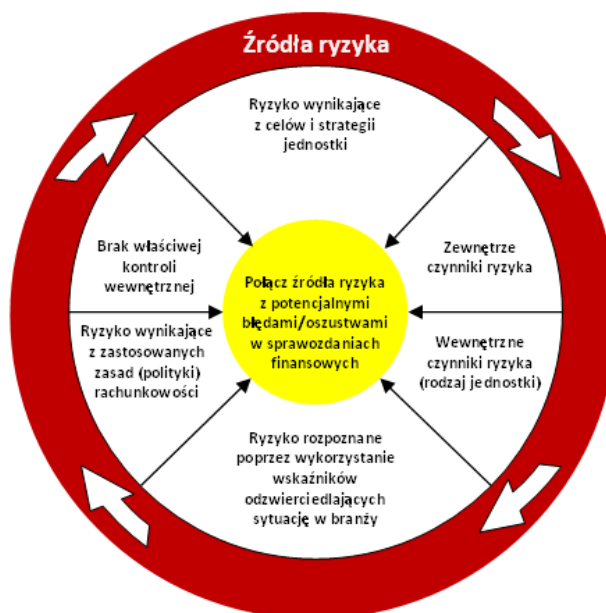 Źródła ryzyka
Ryzyko wynikające
z celów i strategii
jednostki
Zewnętrze
czynniki ryzyka
Wewnętrzne
czynniki ryzyka
(rodzaj jednostki)
Ryzyko rozpoznane
poprzez wykorzystanie
wskaźników
odzwierciedlających
sytuację w branży
Ryzyko wynikające
z zastosowanych
zasad (polityki)
rachunkowości
Brak właściwej
kontroli
wewnętrznej
Połącz źródła ryzyka
z potencjalnymi
błędami/oszustwami
w sprawozdaniach
finansowych